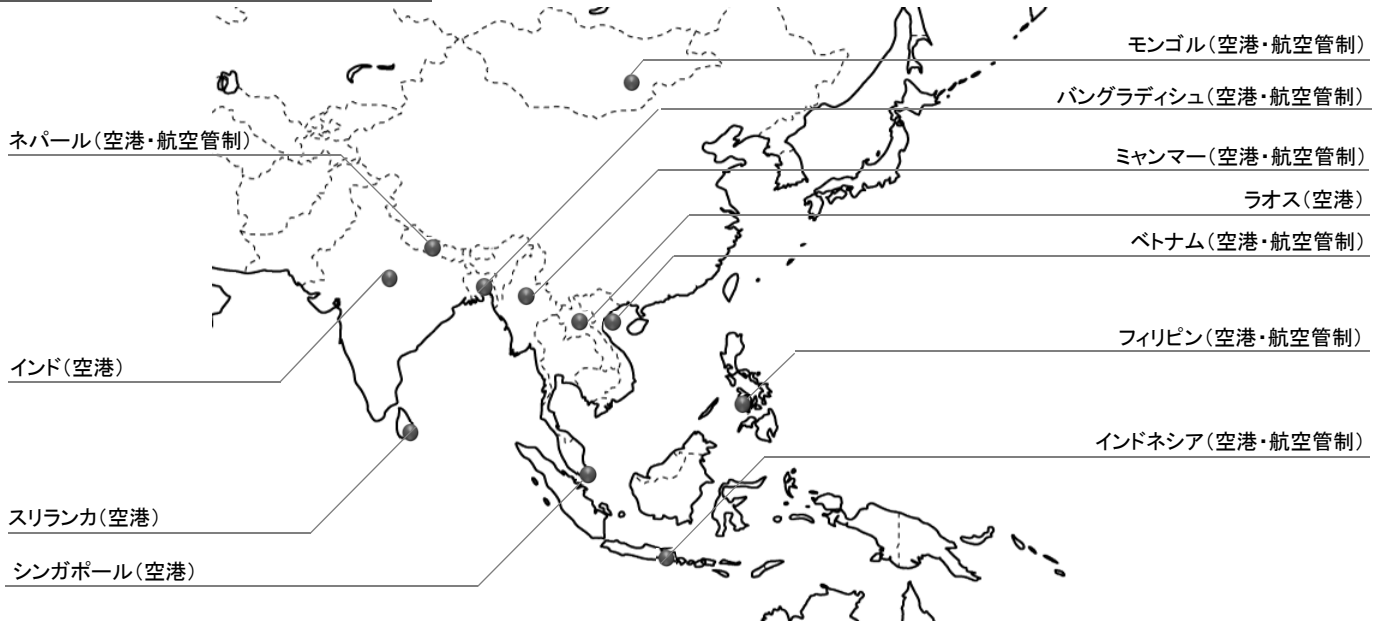 モンゴル（空港・航空管制）
バングラディシュ（空港・航空管制）
ネパール（空港・航空管制）
ミャンマー（空港・航空管制）
ラオス（空港）
ベトナム（空港・航空管制）
フィリピン（空港・航空管制）
インド（空港）
インドネシア（空港・航空管制）
スリランカ（空港）
シンガポール（空港）